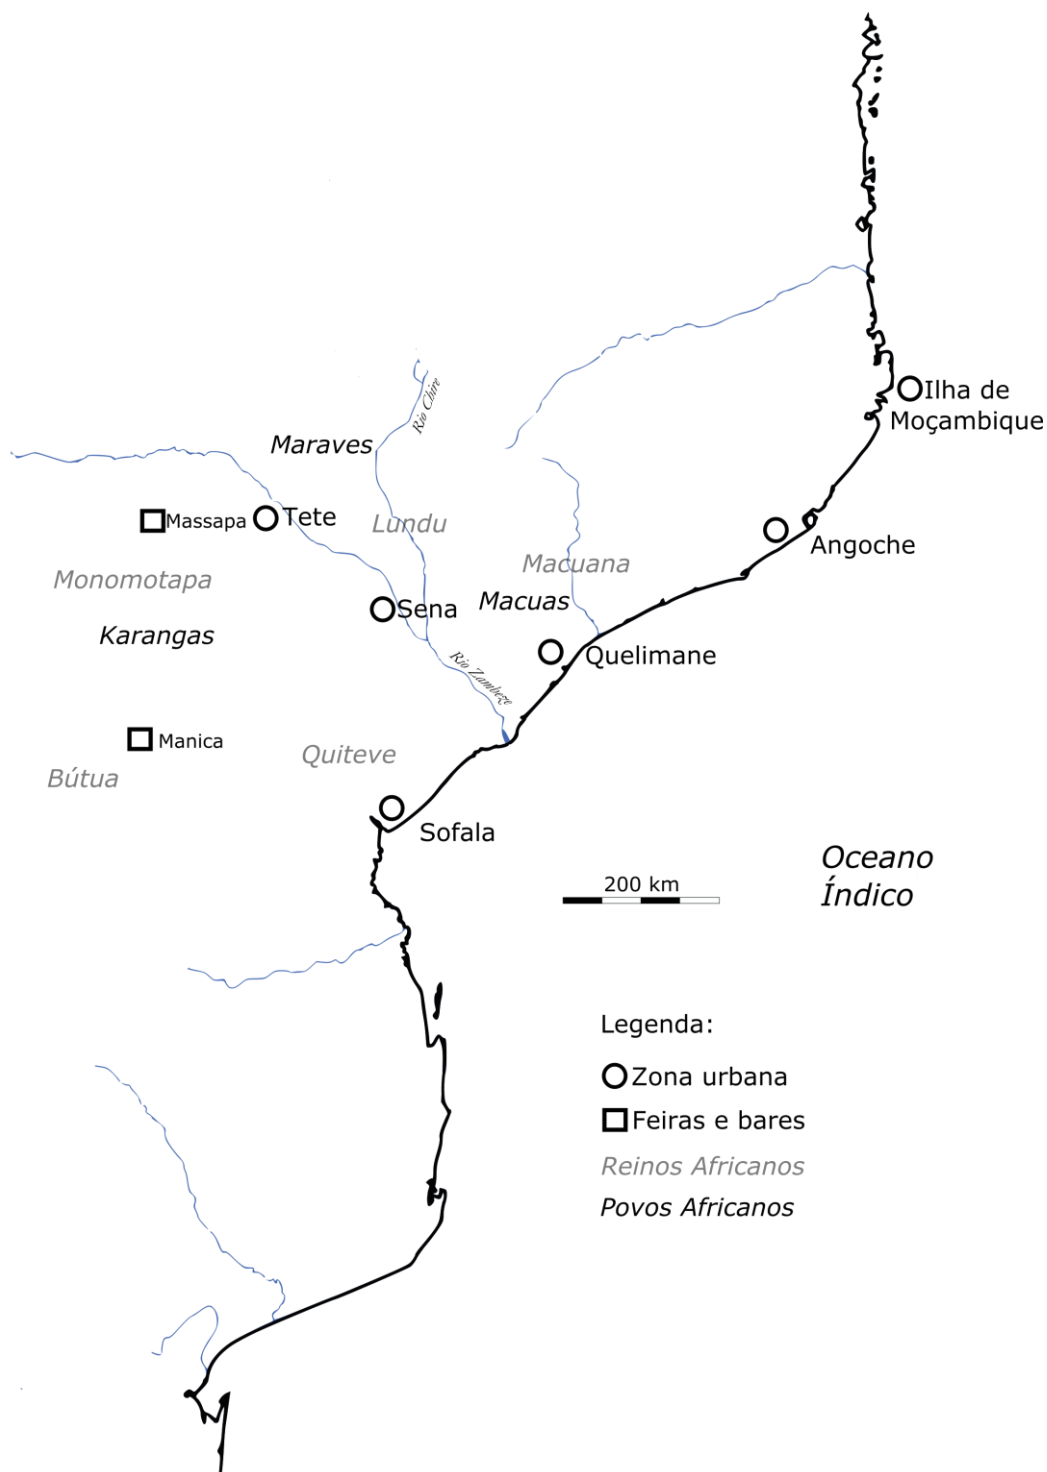 Ilha de
Moçambique
Rio Chire
Maraves
Massapa
Tete
Lundu
Angoche
Monomotapa
Macuana
Sena
Macuas
Karangas
Quelimane
Rio Zambeze
Manica
Quiteve
Bútua
Sofala
Oceano
Índico
200 km
Legenda:
Zona urbana
Feiras e bares
Reinos Africanos
Povos Africanos